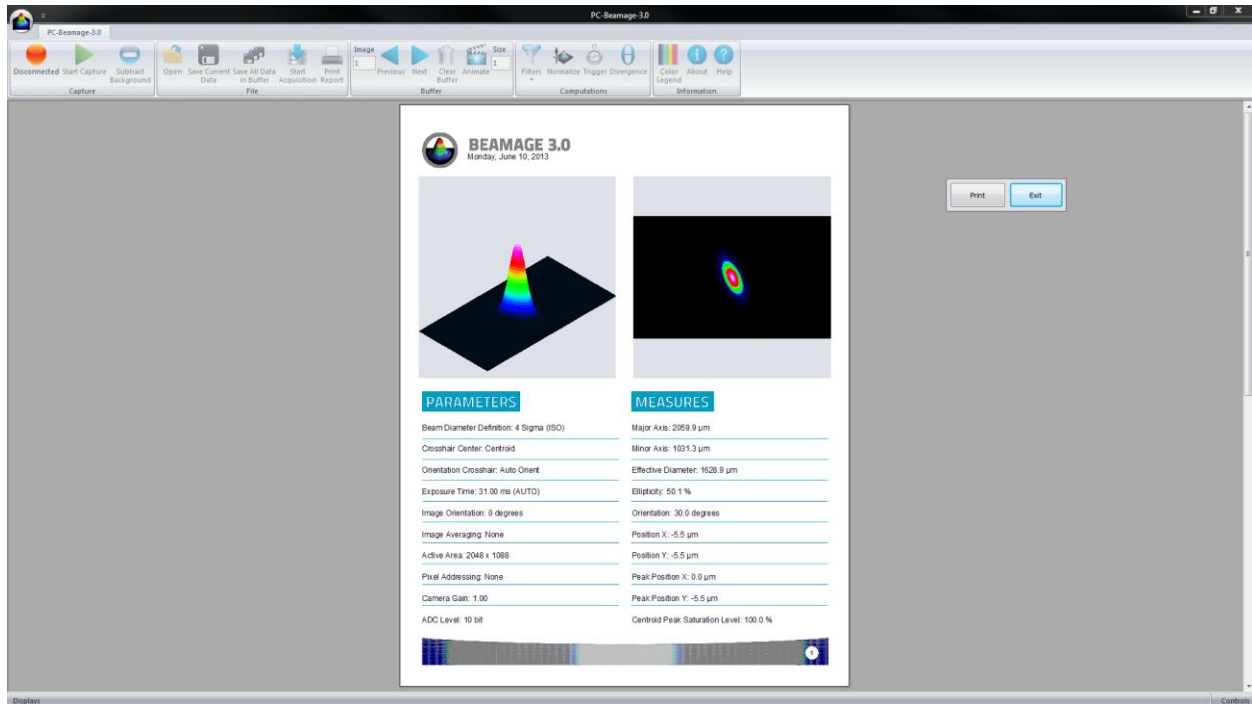 PC-Beamage-3.0
PC-Beamage-3.0
Disconnected Start Capture Subtract Background
Capture
Open Save Current Data Save All Data in Buffer Start Acquisition Print Report
File
Image 1 Previous Next Clear Buffer Animate Size 1
Buffer
Filters Normalize Trigger Divergence
Computations
Color Legend About Help
Information
BEAMAGE 3.0
Monday, June 10, 2013
Print Exit
PARAMETERS
Beam Diameter Definition: 4 Sigma (ISO)
Crosshair Center: Centroid
Orientation Crosshair: Auto Orient
Exposure Time: 31.00 ms (AUTO)
Image Orientation: 0 degrees
Image Averaging: None
Active Area: 2048 x 1088
Pixel Addressing: None
Camera Gain: 1.00
ADC Level: 10 bit
MEASURES
Major Axis: 2059.9 µm
Minor Axis: 1031.3 µm
Effective Diameter: 1628.9 µm
Ellipticity: 50.1 %
Orientation: 30.0 degrees
Position X: -5.5 µm
Position Y: -5.5 µm
Peak Position X: 0.0 µm
Peak Position Y: -5.5 µm
Centroid Peak Saturation Level: 100.0 %
1
Displays
Controls